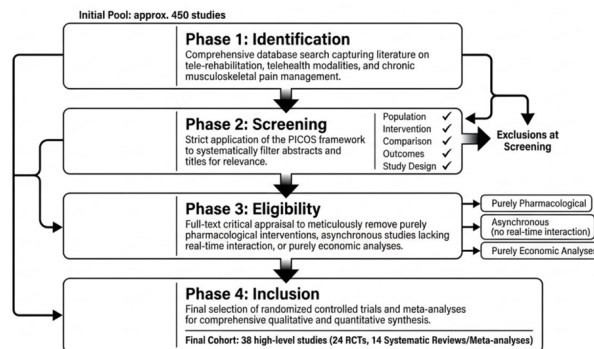 Initial Pool: approx. 450 studies
Phase 1: Identification
Comprehensive database search capturing literature on
tele-rehabilitation, telehealth modalities, and chronic
musculoskeletal pain management.
Phase 2: Screening
Strict application of the PICOS framework
to systematically filter abstracts and
titles for relevance.
Population ✓
Intervention ✓
Comparison ✓
Outcomes ✓
Study Design ✓
Exclusions at
Screening
Phase 3: Eligibility
Full-text critical appraisal to meticulously remove purely
pharmacological interventions, asynchronous studies lacking
real-time interaction, or purely economic analyses.
Purely Pharmacological
Asynchronous
(no real-time interaction)
Purely Economic Analyses
Phase 4: Inclusion
Final selection of randomized controlled trials and meta-analyses
for comprehensive qualitative and quantitative synthesis.
Final Cohort: 38 high-level studies (24 RCTs, 14 Systematic Reviews/Meta-analyses)